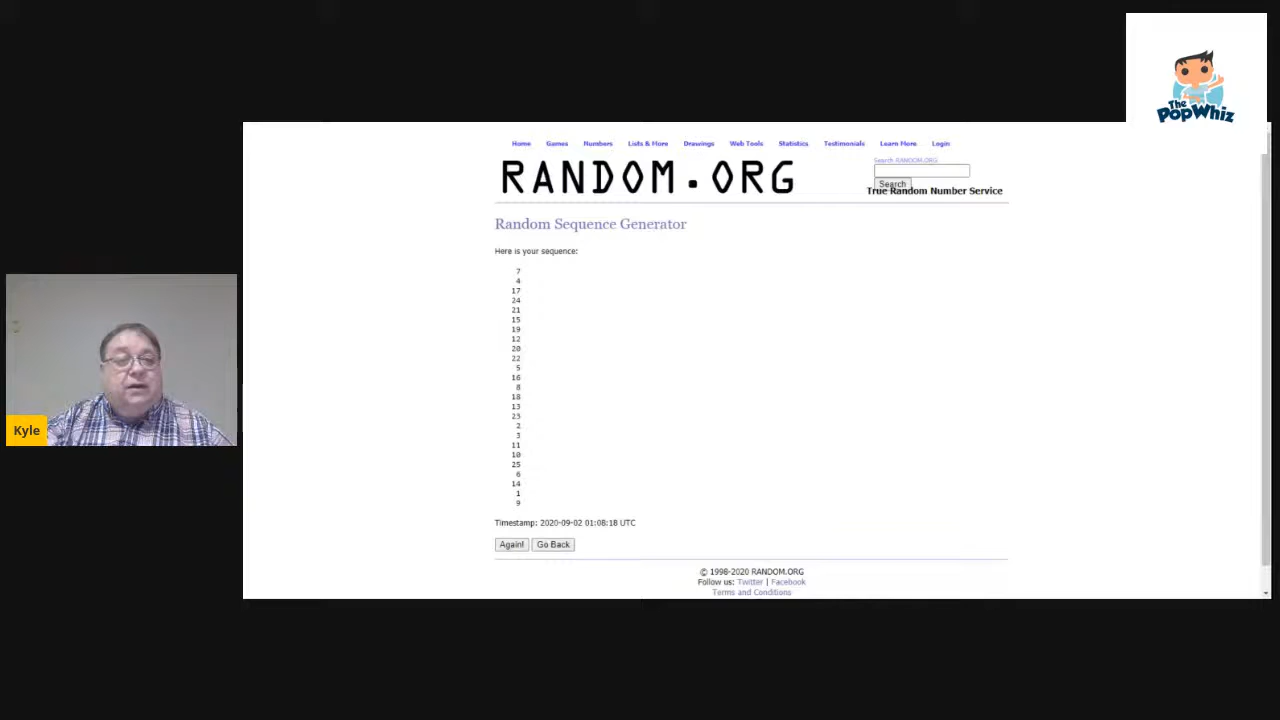 The
PopWhiz
Home Games Numbers Lists & More Drawings Web Tools Statistics Testimonials Learn More Login
Search RANDOM.ORG
RANDOM.ORG
Search
True Random Number Service
Random Sequence Generator
Here is your sequence:
7
4
17
24
21
15
19
12
20
22
5
16
8
18
13
23
2
3
11
10
25
6
14
1
9
Timestamp: 2020-09-02 01:08:18 UTC
Again! Go Back
© 1998-2020 RANDOM.ORG
Follow us: Twitter | Facebook
Terms and Conditions
Kyle